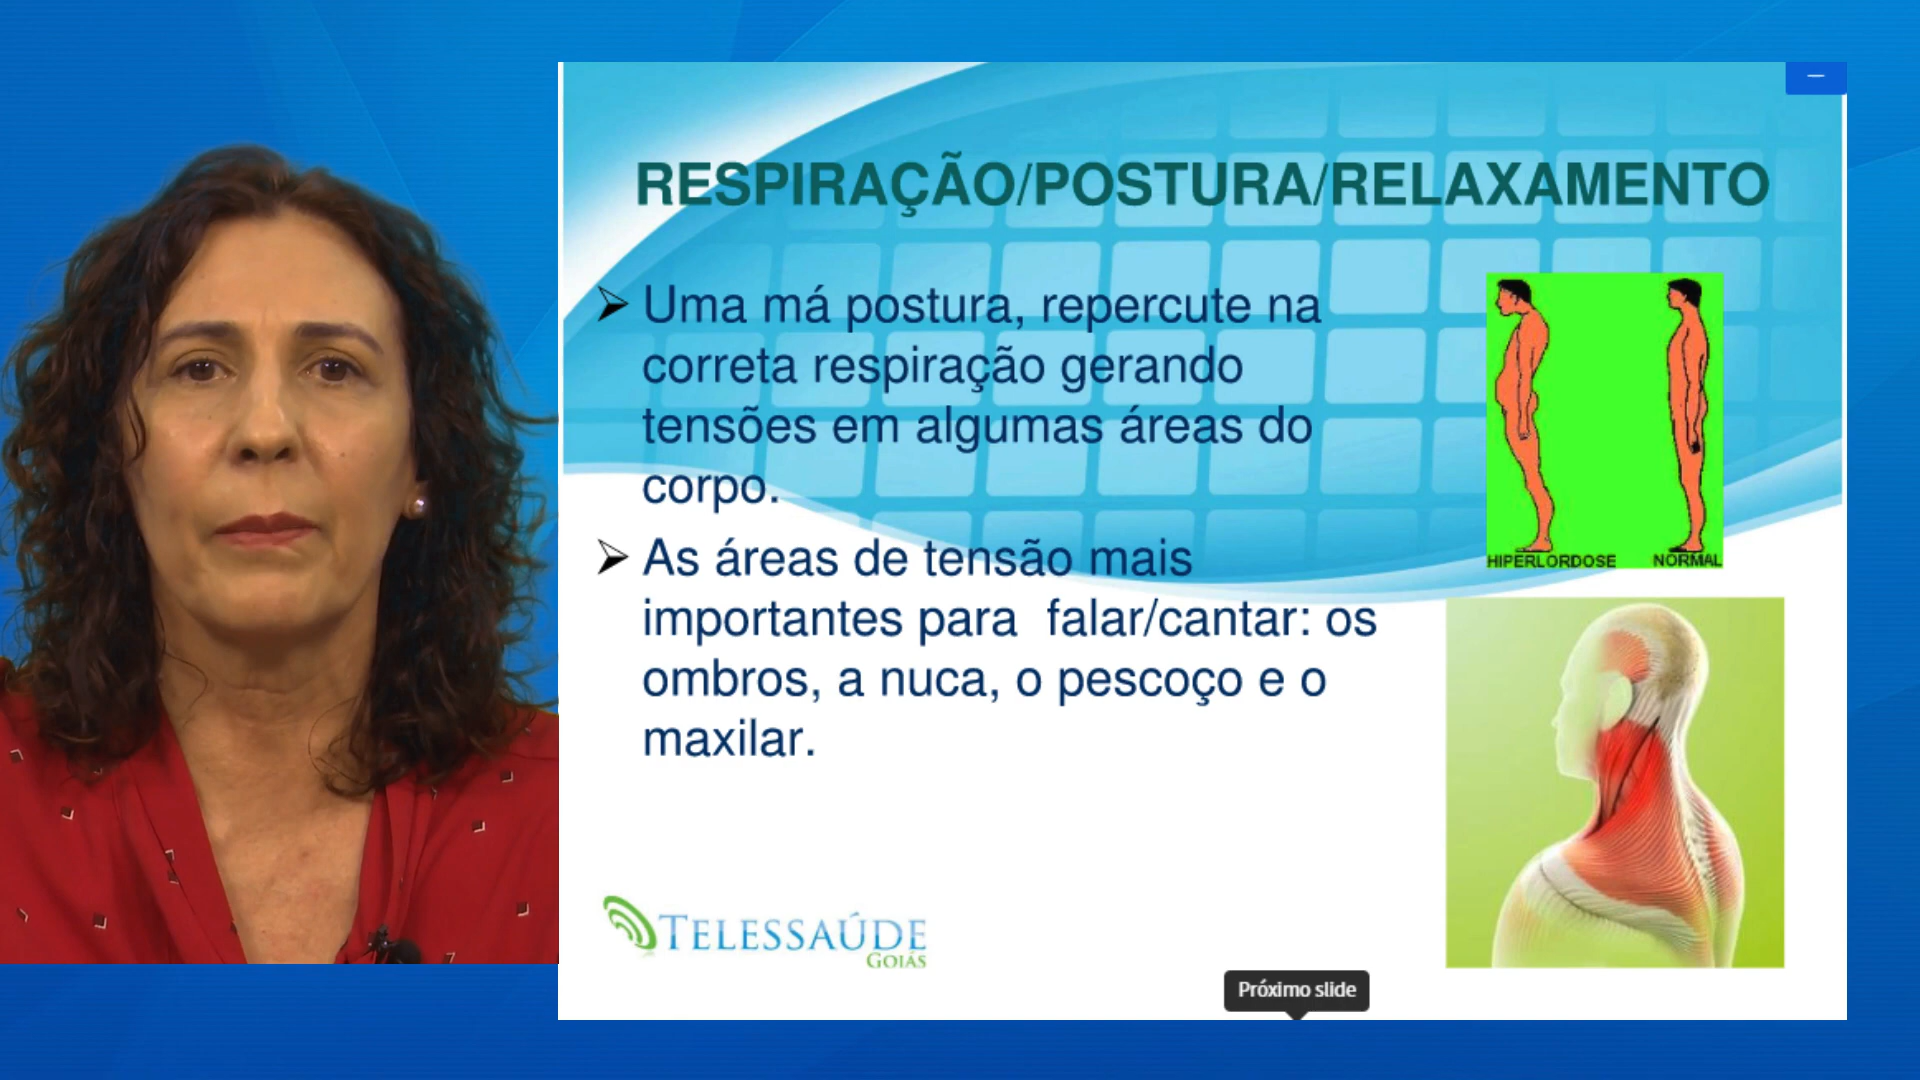 RESPIRAÇÃO/POSTURA/RELAXAMENTO
Uma má postura, repercute na
correta respiração gerando
tensões em algumas áreas do
corpo.
As áreas de tensão mais
importantes para falar/cantar: os
ombros, a nuca, o pescoço e o
maxilar.
HIPERLORDOSE NORMAL
TELESSAÚDE
GOIÁS
Próximo slide